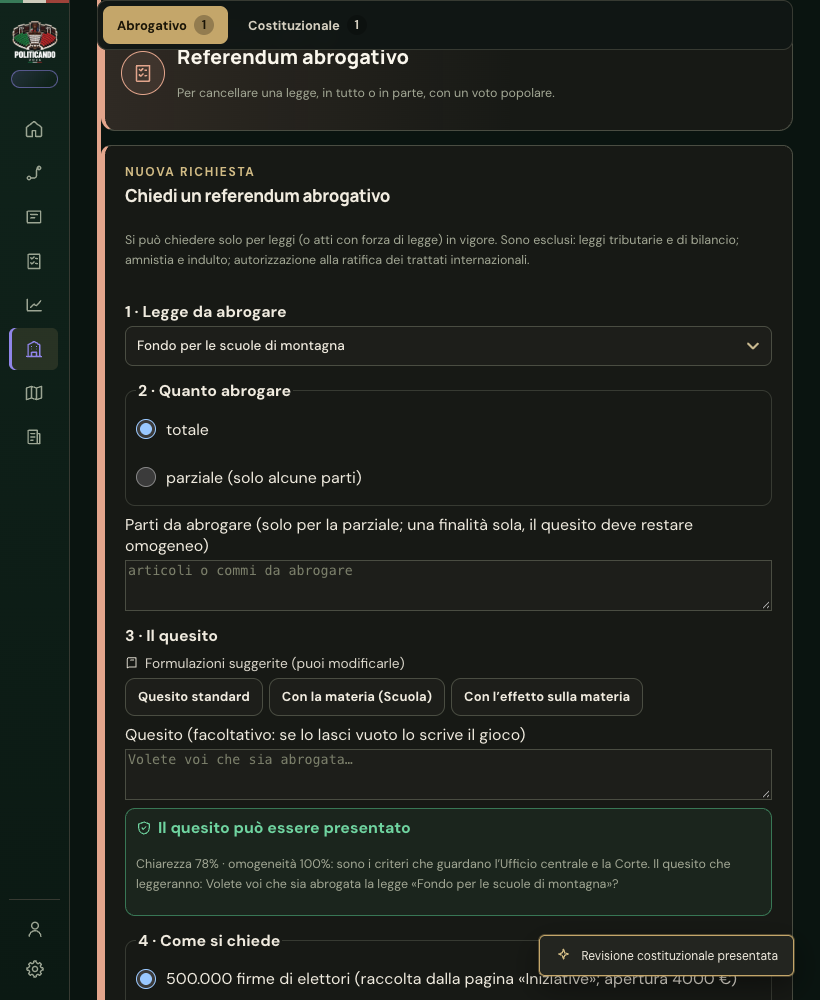 Abrogativo 1
Costituzionale 1
POLITICANDO
Referendum abrogativo
Per cancellare una legge, in tutto o in parte, con un voto popolare.
NUOVA RICHIESTA
Chiedi un referendum abrogativo
Si può chiedere solo per leggi (o atti con forza di legge) in vigore. Sono esclusi: leggi tributarie e di bilancio;
amnistia e indulto; autorizzazione alla ratifica dei trattati internazionali.
1 · Legge da abrogare
Fondo per le scuole di montagna
2 · Quanto abrogare
totale
parziale (solo alcune parti)
Parti da abrogare (solo per la parziale; una finalità sola, il quesito deve restare
omogeneo)
articoli o commi da abrogare
3 · Il quesito
Formulazioni suggerite (puoi modificarle)
Quesito standard
Con la materia (Scuola)
Con l’effetto sulla materia
Quesito (facoltativo: se lo lasci vuoto lo scrive il gioco)
Volete voi che sia abrogata…
Il quesito può essere presentato
Chiarezza 78% · omogeneità 100%: sono i criteri che guardano l’Ufficio centrale e la Corte. Il quesito che
leggeranno: Volete voi che sia abrogata la legge «Fondo per le scuole di montagna»?
4 · Come si chiede
Revisione costituzionale presentata
500.000 firme di elettori (raccolta dalla pagina «Iniziative»; apertura 4000 €)